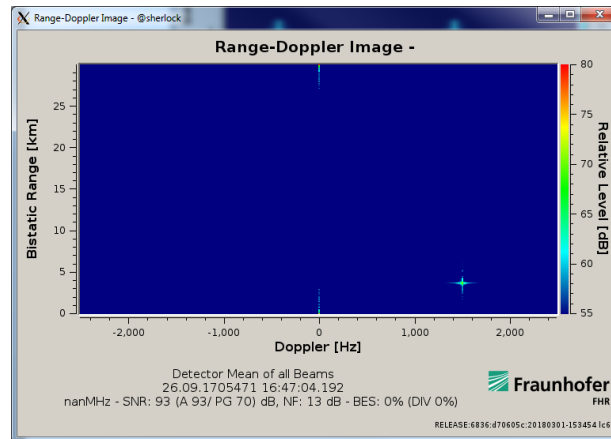 Range-Doppler Image - @sherlock
Range-Doppler Image -
Bistatic Range [km]
25
20
15
10
5
0
-2,000
-1,000
0
1,000
2,000
Doppler [Hz]
80
75
70
65
60
55
Relative Level [dB]
Detector Mean of all Beams
26.09.1705471 16:47:04.192
nanMHz - SNR: 93 (A 93/ PG 70) dB, NF: 13 dB - BES: 0% (DIV 0%)
Fraunhofer
FHR
RELEASE:6836:d70605c:20180301-153454 lc6